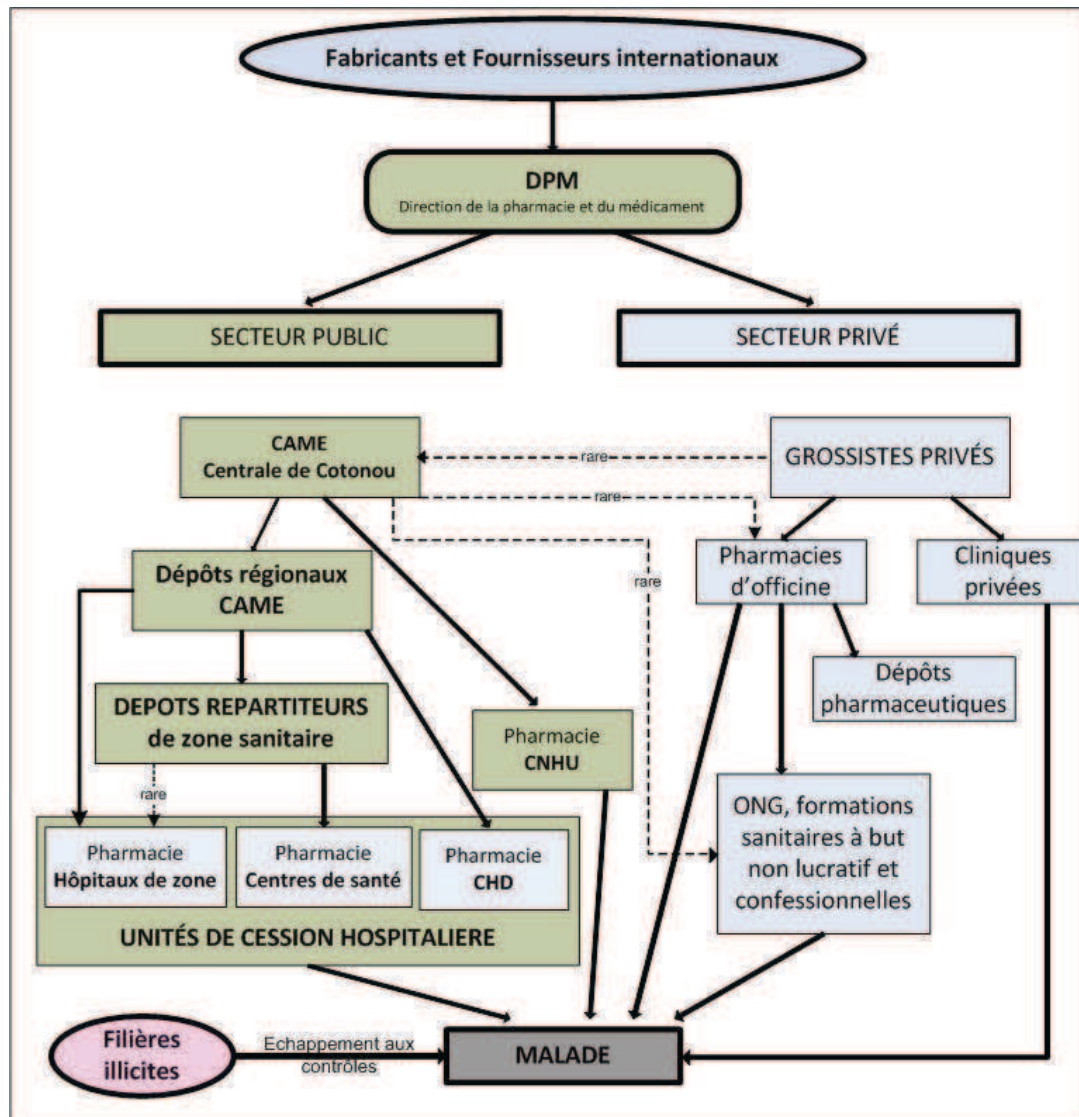 Fabricants et Fournisseurs internationaux
DPM
Direction de la pharmacie et du médicament
SECTEUR PUBLIC
SECTEUR PRIVÉ
CAME
Centrale de Cotonou
rare
GROSSISTES PRIVÉS
rare
Dépôts régionaux
CAME
rare
Pharmacies
d'officine
Cliniques
privées
Dépôts
pharmaceutiques
DEPOTS REPARTITEURS
de zone sanitaire
Pharmacie
CNHU
rare
ONG, formations
sanitaires à but
non lucratif et
confessionnelles
Pharmacie
Hôpitaux de zone
Pharmacie
Centres de santé
Pharmacie
CHD
UNITÉS DE CESSION HOSPITALIERE
Filières
illicites
Echappement aux
contrôles
MALADE